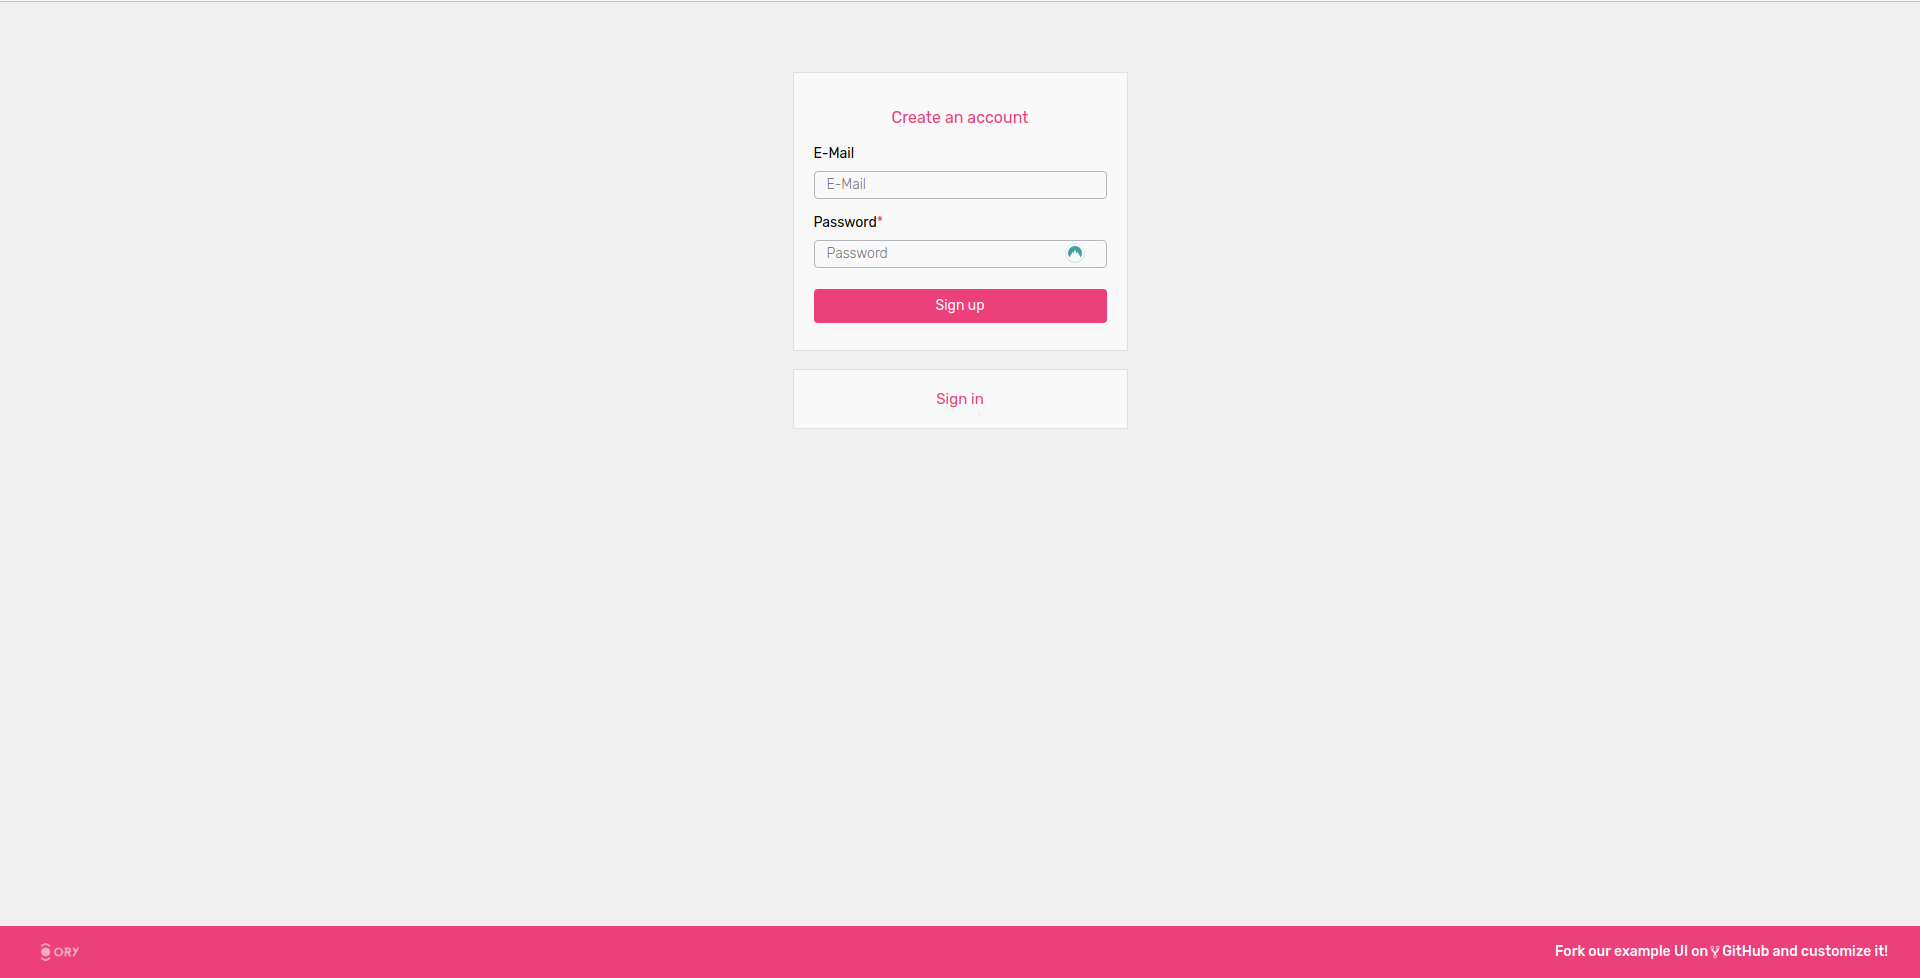 Create an account
E-Mail
E-Mail
Password*
Password
Sign up
Sign in
ORY
Fork our example UI on GitHub and customize it!